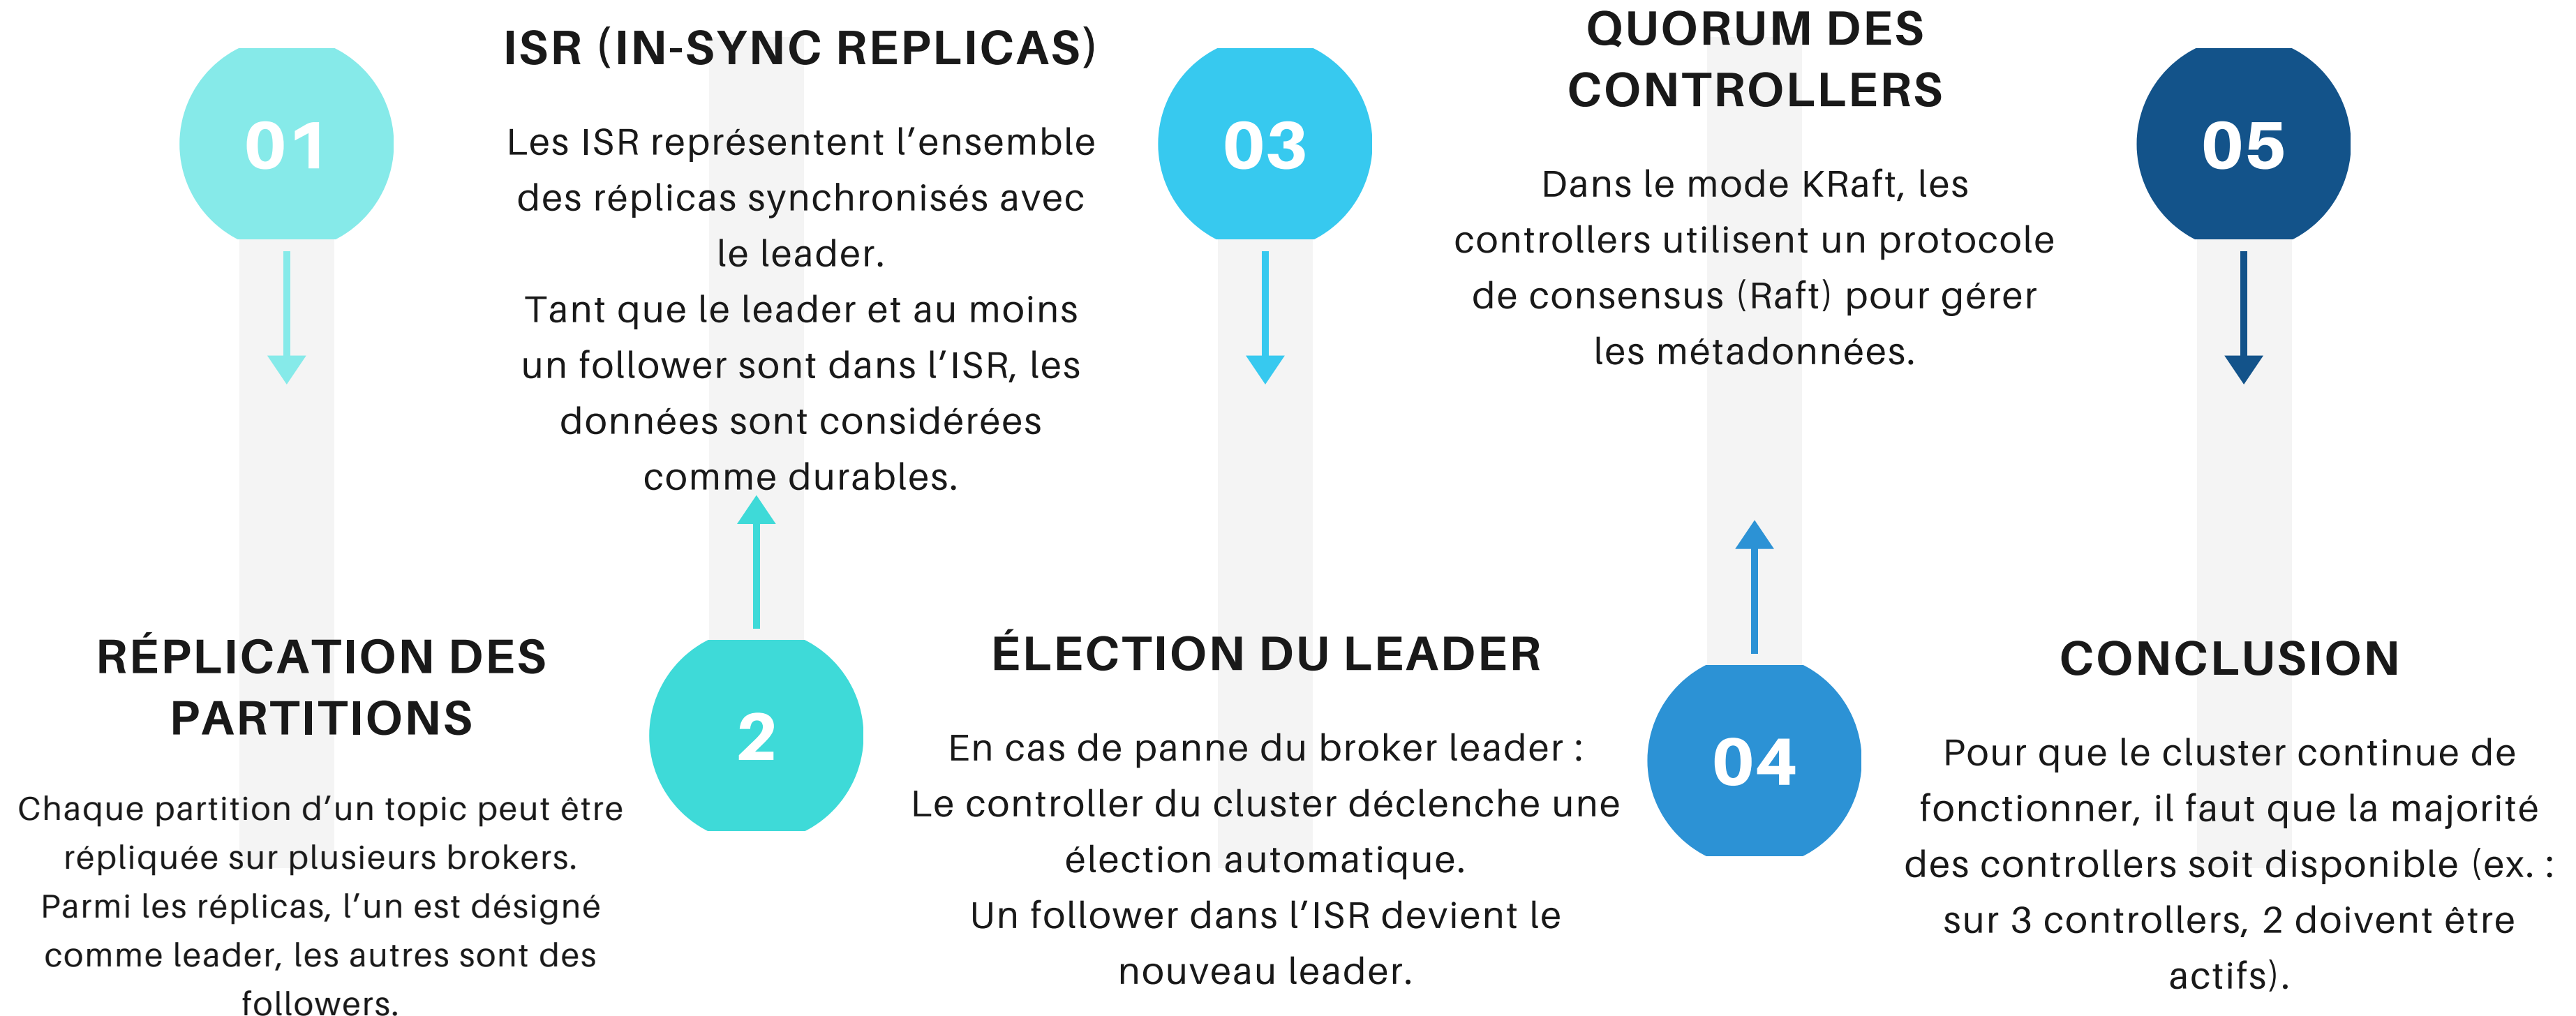 01
RÉPLICATION DES
PARTITIONS
Chaque partition d’un topic peut être
répliquée sur plusieurs brokers.
Parmi les réplicas, l’un est désigné
comme leader, les autres sont des
followers.
ISR (IN-SYNC REPLICAS)
Les ISR représentent l’ensemble
des réplicas synchronisés avec
le leader.
Tant que le leader et au moins
un follower sont dans l’ISR, les
données sont considérées
comme durables.
2
03
ÉLECTION DU LEADER
En cas de panne du broker leader :
Le controller du cluster déclenche une
élection automatique.
Un follower dans l’ISR devient le
nouveau leader.
QUORUM DES
CONTROLLERS
Dans le mode KRaft, les
controllers utilisent un protocole
de consensus (Raft) pour gérer
les métadonnées.
04
05
CONCLUSION
Pour que le cluster continue de
fonctionner, il faut que la majorité
des controllers soit disponible (ex. :
sur 3 controllers, 2 doivent être
actifs).